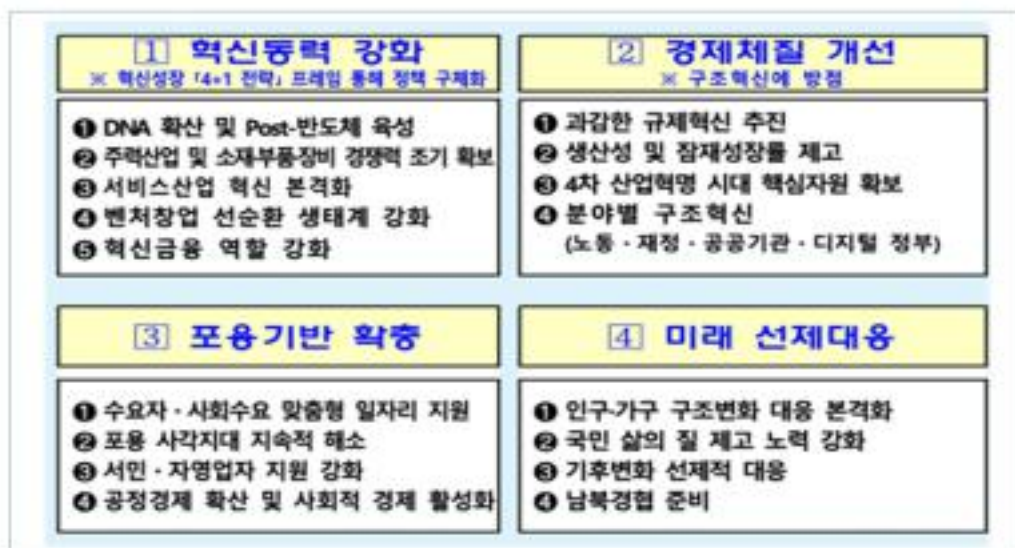 1 혁신동력 강화
※ 혁신성장 「4+1 전략」 프레임 통해 정책 구체화
❶ DNA 확산 및 Post-반도체 육성
❷ 주력산업 및 소재·부품·장비 경쟁력 조기 확보
❸ 서비스산업 혁신 본격화
❹ 벤처창업 선순환 생태계 강화
❺ 혁신금융 역할 강화
2 경제체질 개선
※ 구조혁신에 방점
❶ 과감한 규제혁신 추진
❷ 생산성 및 잠재성장률 제고
❸ 4차 산업혁명 시대 핵심자원 확보
❹ 분야별 구조혁신
(노동·재정·공공기관·디지털 정부)
3 포용기반 확충
❶ 수요자·사회수요 맞춤형 일자리 지원
❷ 포용 사각지대 지속적 해소
❸ 서민·자영업자 지원 강화
❹ 공정경제 확산 및 사회적 경제 활성화
4 미래 선제대응
❶ 인구·가구 구조변화 대응 본격화
❷ 국민 삶의 질 제고 노력 강화
❸ 기후변화 선제적 대응
❹ 남북경협 준비